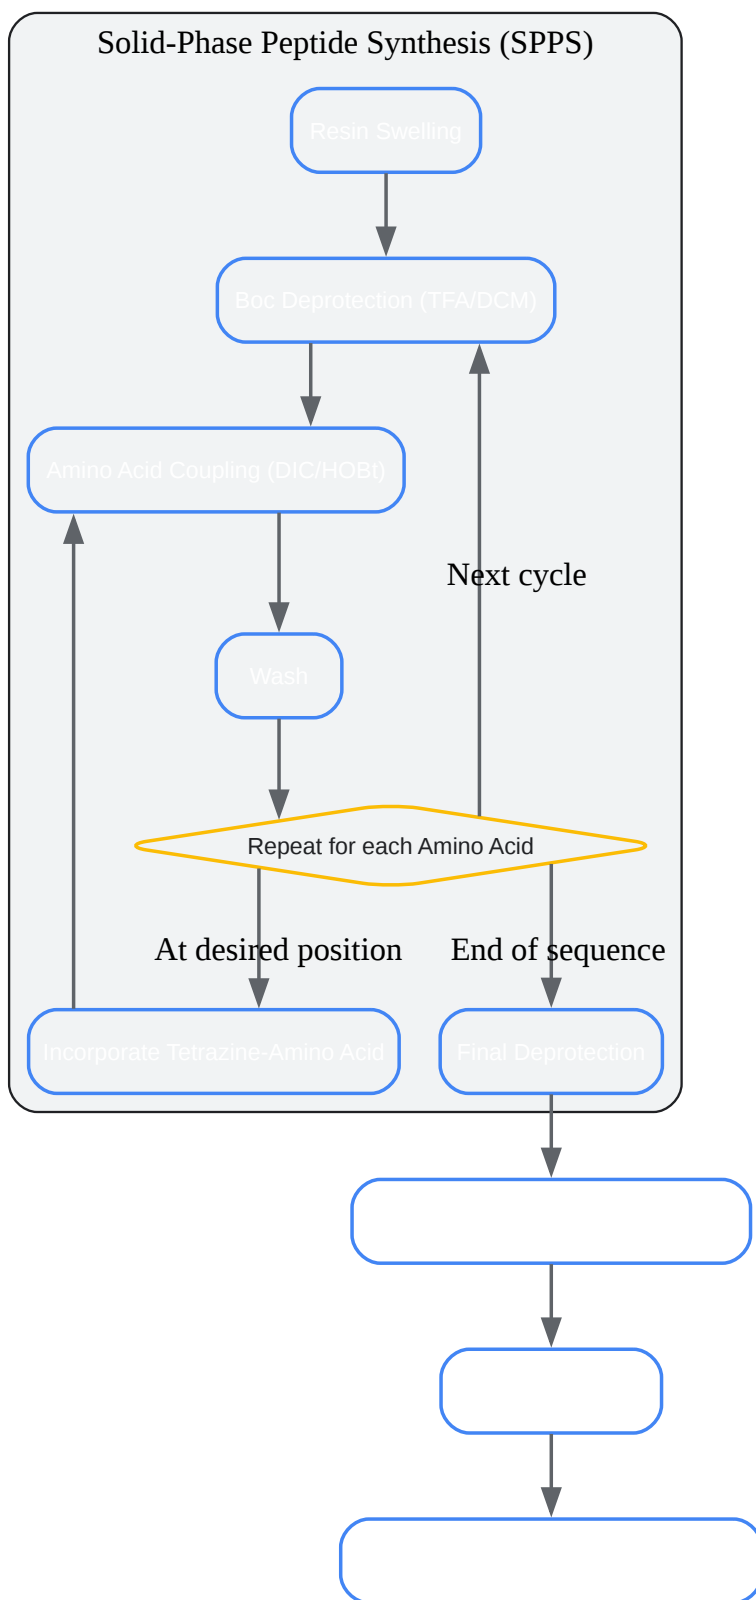 Solid-Phase Peptide Synthesis (SPPS)
Resin Swelling
Boc Deprotection (TFA/DCM)
Amino Acid Coupling (DIC/HOBt)
Next cycle
Wash
Repeat for each Amino Acid
At desired position
End of sequence
Incorporate Tetrazine-Amino Acid
Final Deprotection